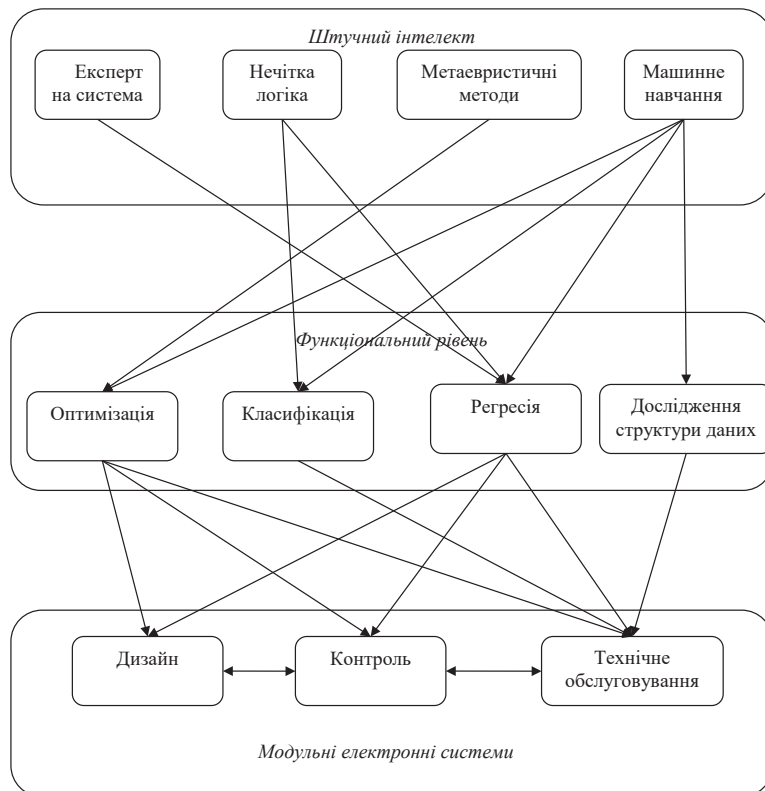 Штучний інтелект
Експерт
на система
Нечітка
логіка
Метаевристичні
методи
Машинне
навчання
Функціональний рівень
Оптимізація
Класифікація
Регресія
Дослідження
структури даних
Дизайн
Контроль
Технічне
обслуговування
Модульні електронні системи